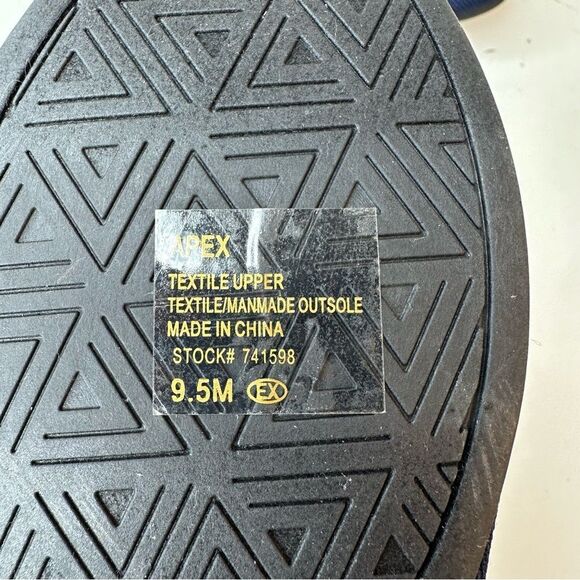 APEX
TEXTILE UPPER
TEXTILE/MANMADE OUTSOLE
MADE IN CHINA
STOCK# 741598
9.5M EX